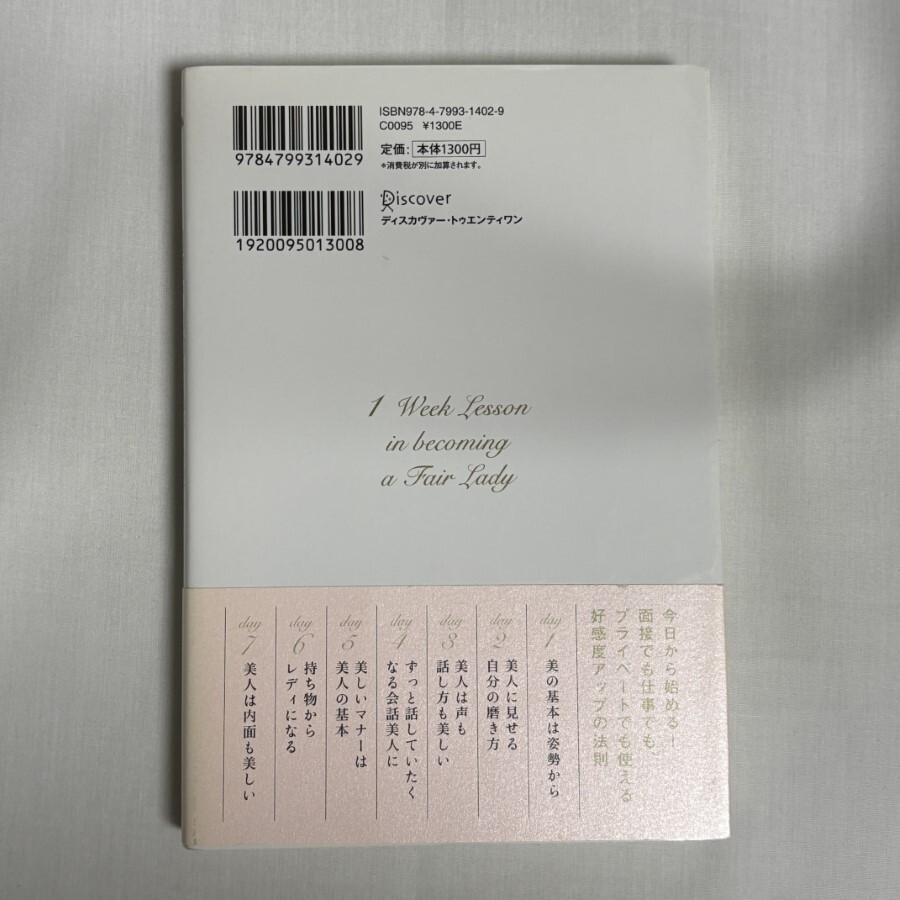 ISBN978-4-7993-1402-9
C0095 ¥1300E
9784799314029
定価：本体1300円
*消費税が別に加算されます。
Discover
ディスカヴァー・トゥエンティワン
1920095013008
1 Week Lesson
in becoming
a Fair Lady
今日から始める―
面接でも仕事でも
プライベートでも使える
好感度アップの法則
day 1
美の基本は姿勢から
day 2
美人に見せる
自分の磨き方
day 3
美人は声も
話し方も美しい
day 4
ずっと話していたく
なる会話美人に
day 5
美しいマナーは
美人の基本
day 6
持ち物から
レディになる
day 7
美人は内面も美しい